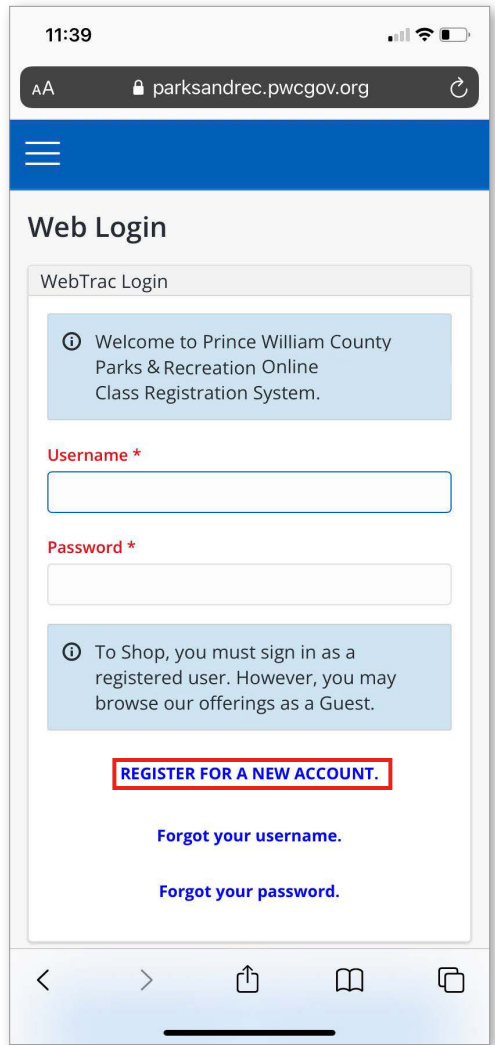 11:39
AA parksandrec.pwcgov.org
Web Login
WebTrac Login
Welcome to Prince William County
Parks & Recreation Online
Class Registration System.
Username *
Password *
To Shop, you must sign in as a
registered user. However, you may
browse our offerings as a Guest.
REGISTER FOR A NEW ACCOUNT.
Forgot your username.
Forgot your password.